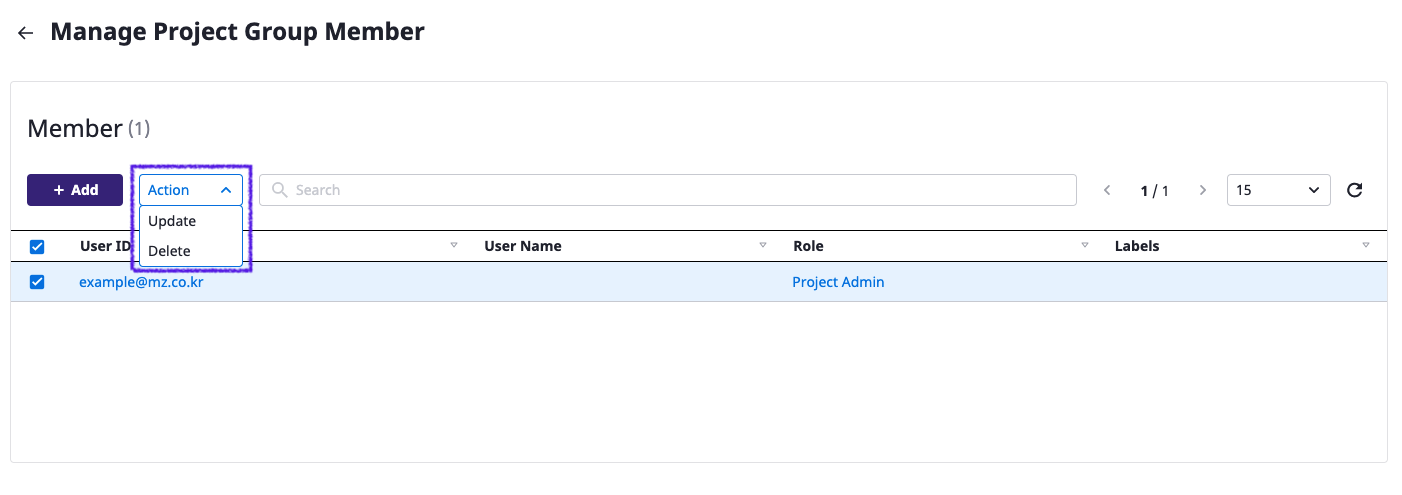 Manage Project Group Member
Member (1)
+ Add
Action
Search
1 / 1
15
Update
Delete
User ID
User Name
Role
Labels
example@mz.co.kr
Project Admin